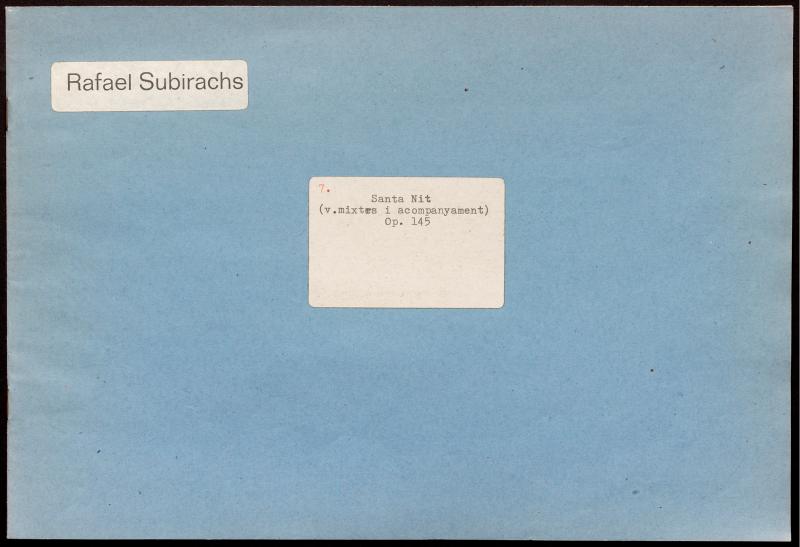 Rafael Subirachs
7.
Santa Nit
(v.mixtes i acompanyament)
Op. 145